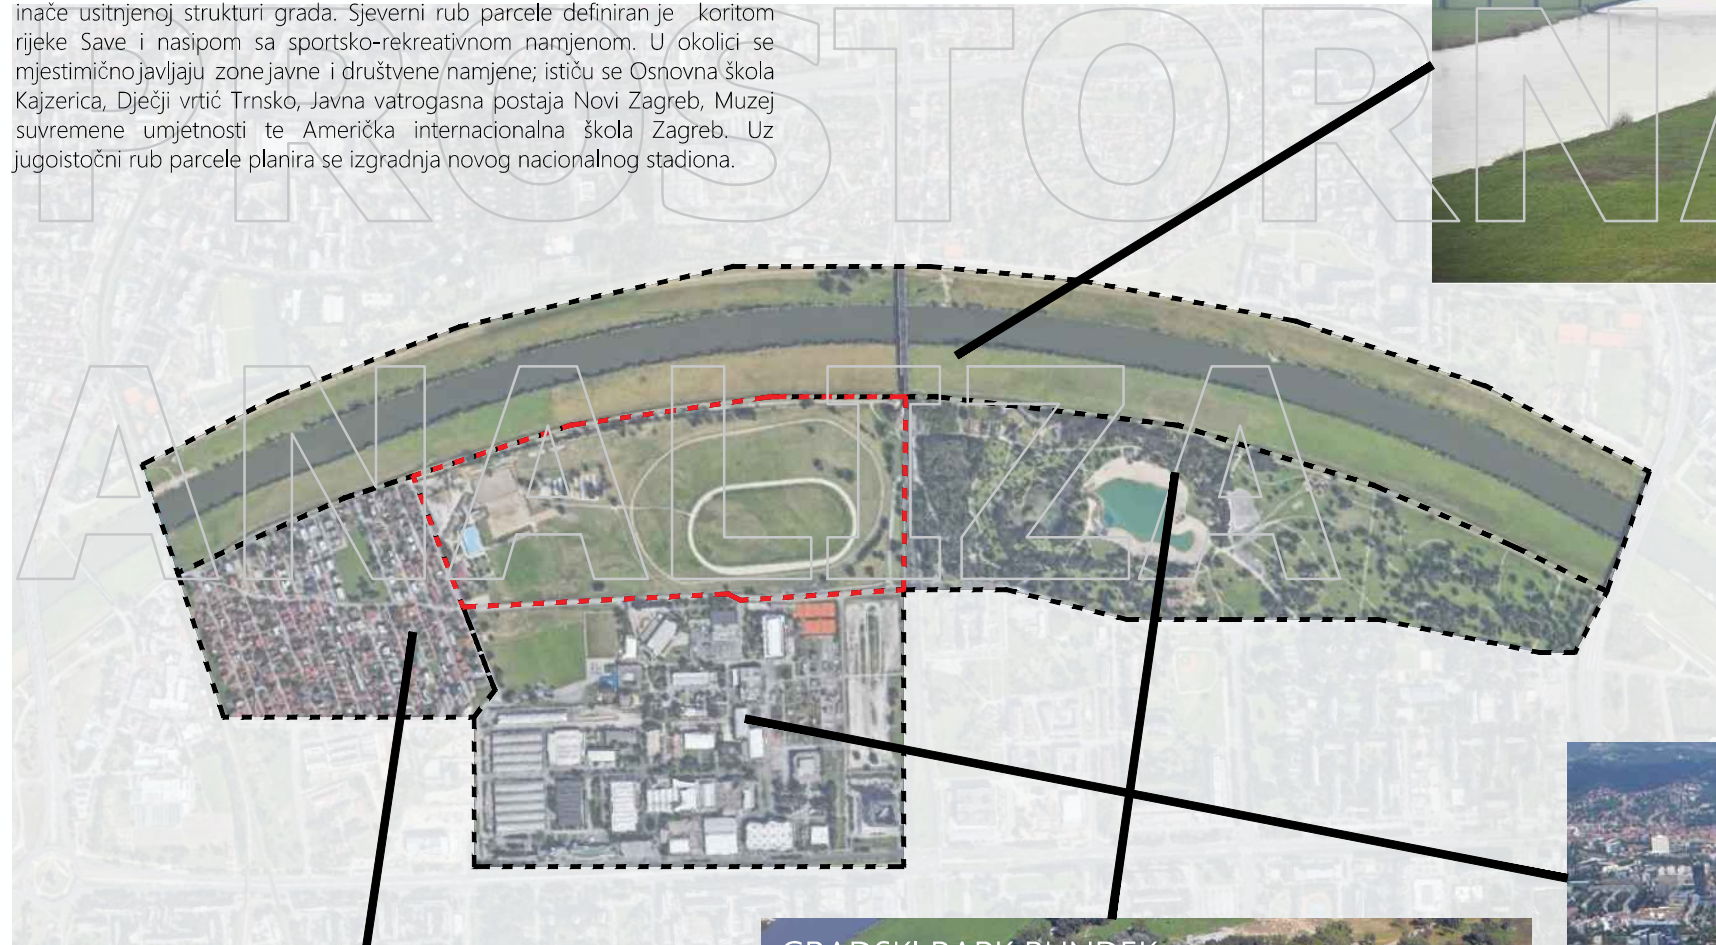 inače usitnjenoj strukturi grada. Sjeverni rub parcele definiran je koritom
rijeke Save i nasipom sa sportsko-rekreativnom namjenom. U okolici se
mjestimično javljaju zone javne i društvene namjene; ističu se Osnovna škola
Kajzerica, Dječji vrtić Trnsko, Javna vatrogasna postaja Novi Zagreb, Muzej
suvremene umjetnosti te Američka internacionalna škola Zagreb. Uz
jugoistočni rub parcele planira se izgradnja novog nacionalnog stadiona.
PROSTORNA
ANALIZA
GRADSKI PARK BUNDEK